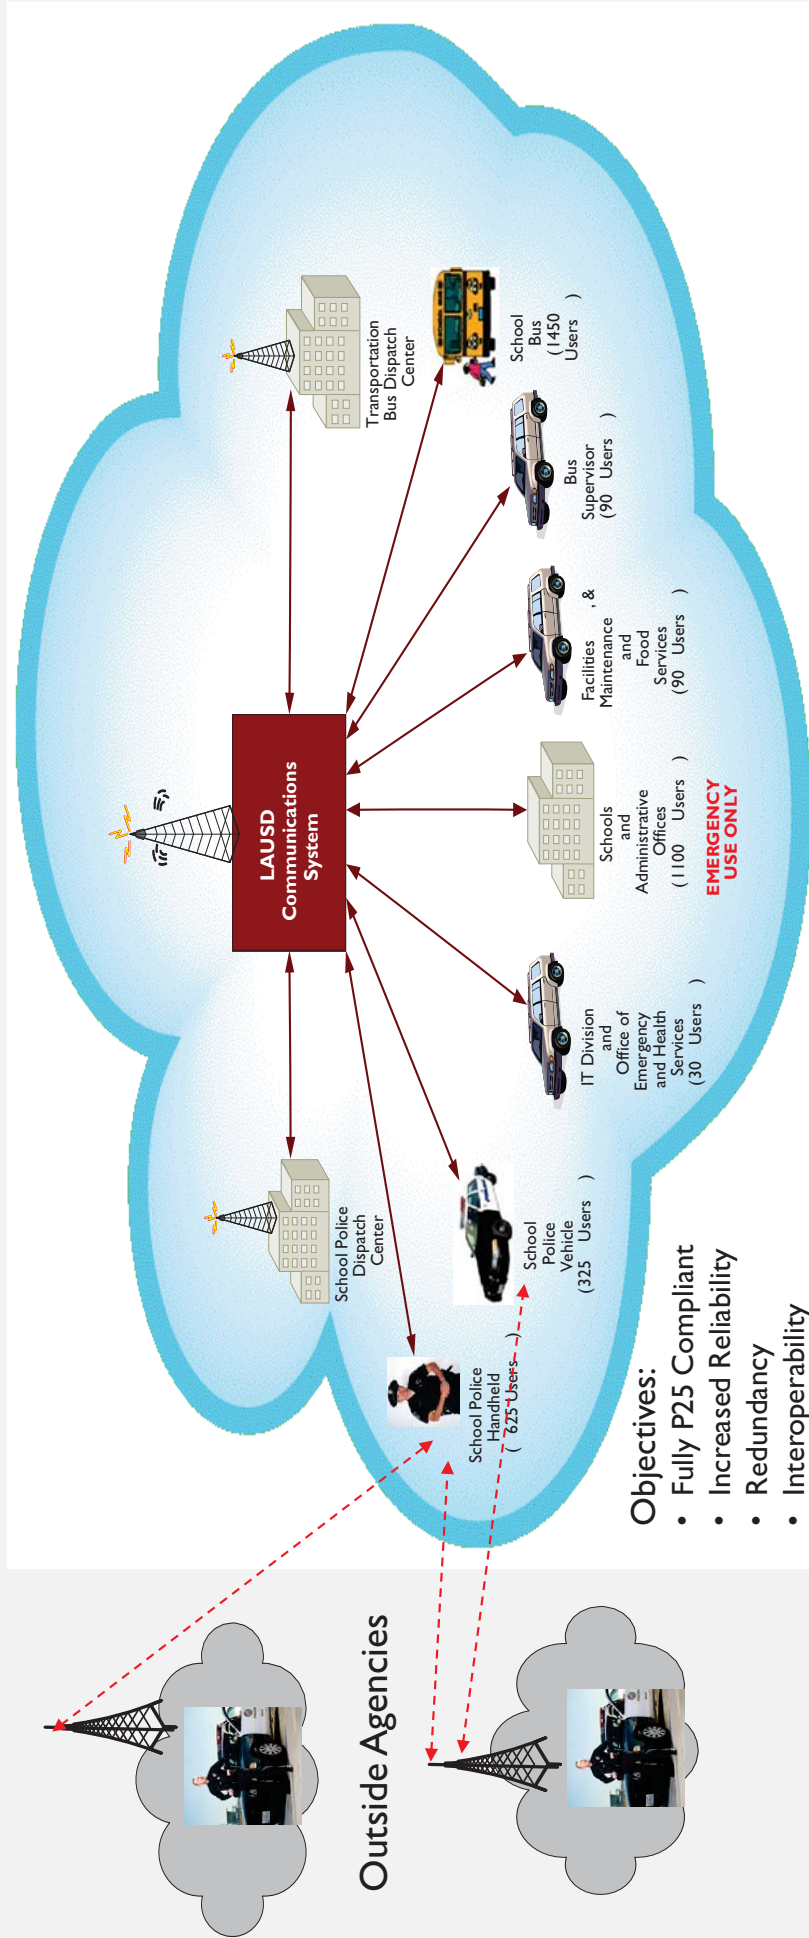 LAUSD
Communications
System
School Police
Dispatch
Center
Transportation
Bus Dispatch
Center
School Police
Handheld
( 625 Users )
School
Police
Vehicle
(325 Users )
IT Division
and
Office of
Emergency
and Health
Services
(30 Users )
Schools
and
Administrative
Offices
(1100 Users )
EMERGENCY
USE ONLY
Facilities , &
Maintenance
and
Food
Services
(90 Users )
Bus
Supervisor
(90 Users )
School
Bus
(1450
Users )
Outside Agencies
Objectives:
• Fully P25 Compliant
• Increased Reliability
• Redundancy
• Interoperability